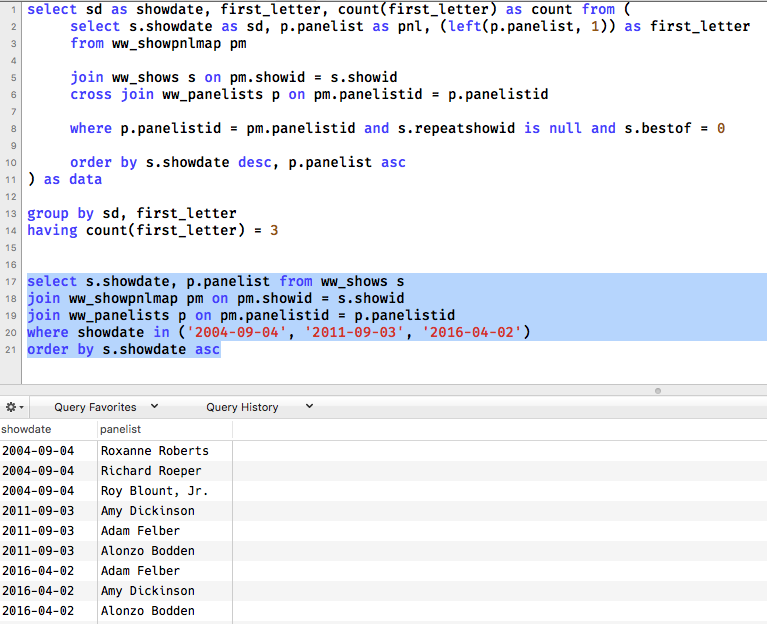 1 select sd as showdate, first_letter, count(first_letter) as count from (
2 select s.showdate as sd, p.panelist as pnl, (left(p.panelist, 1)) as first_letter
3 from ww_showpnlmap pm
4
5 join ww_shows s on pm.showid = s.showid
6 cross join ww_panelists p on pm.panelistid = p.panelistid
7
8 where p.panelistid = pm.panelistid and s.repeatshowid is null and s.bestof = 0
9
10 order by s.showdate desc, p.panelist asc
11 ) as data
12
13 group by sd, first_letter
14 having count(first_letter) = 3
15
16
17 select s.showdate, p.panelist from ww_shows s
18 join ww_showpnlmap pm on pm.showid = s.showid
19 join ww_panelists p on pm.panelistid = p.panelistid
20 where showdate in ('2004-09-04', '2011-09-03', '2016-04-02')
21 order by s.showdate asc
Query Favorites Query History
showdate panelist
2004-09-04 Roxanne Roberts
2004-09-04 Richard Roeper
2004-09-04 Roy Blount, Jr.
2011-09-03 Amy Dickinson
2011-09-03 Adam Felber
2011-09-03 Alonzo Bodden
2016-04-02 Adam Felber
2016-04-02 Amy Dickinson
2016-04-02 Alonzo Bodden